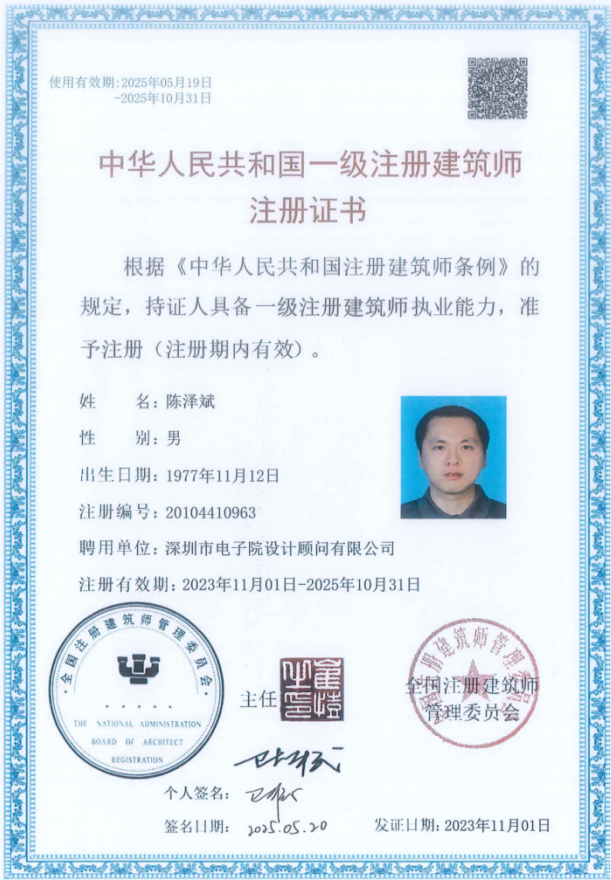 使用有效期:2025年05月19日
-2025年10月31日
中华人民共和国一级注册建筑师
注册证书
根据《中华人民共和国注册建筑师条例》的
规定，持证人具备一级注册建筑师执业能力，准
予注册（注册期内有效）。
姓 名：陈泽斌
性 别：男
出生日期：1977年11月12日
注册编号：20104410963
聘用单位：深圳市电子院设计顾问有限公司
注册有效期：2023年11月01日-2025年10月31日
全国注册建筑师管理委员会
THE NATIONAL ADMINISTRATION
BOARD OF ARCHITECT
REGISTRATION
主任
全国注册建筑师
管理委员会
个人签名：
签名日期：2025.05.20
发证日期：2023年11月01日